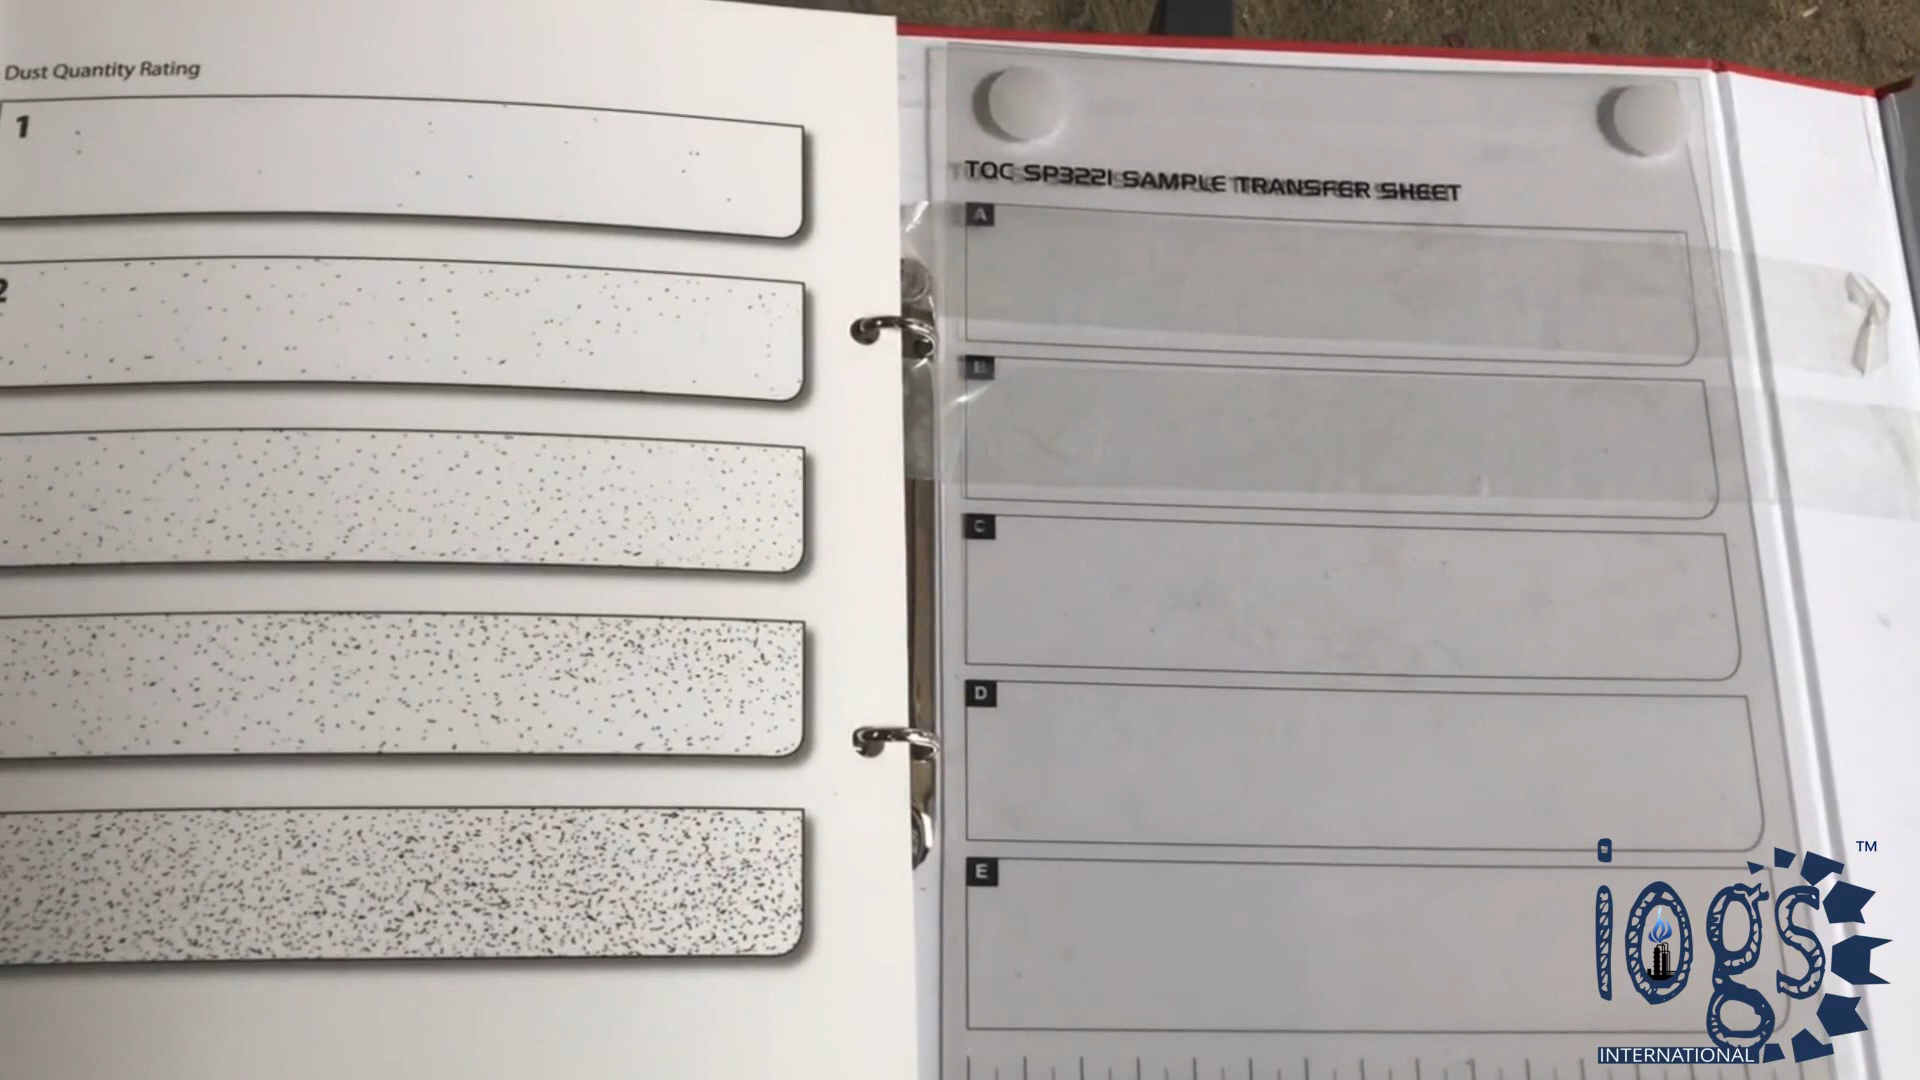 Dust Quantity Rating
1
2
TQC SP3221 SAMPLE TRANSFER SHEET
A
B
C
D
E
iogs
TM
INTERNATIONAL